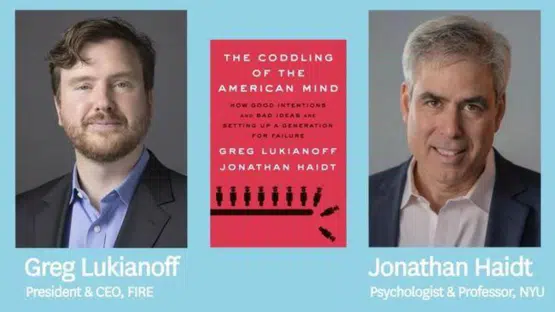 THE CODDLING
OF THE
AMERICAN MIND
HOW GOOD INTENTIONS
AND BAD IDEAS ARE
SETTING UP A GENERATION
FOR FAILURE
GREG LUKIANOFF
JONATHAN HAIDT
Greg Lukianoff
President & CEO, FIRE
Jonathan Haidt
Psychologist & Professor, NYU